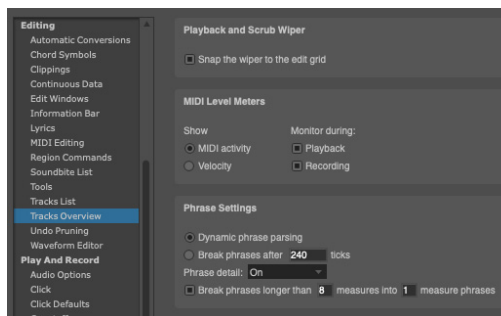 Editing
Automatic Conversions
Chord Symbols
Clippings
Continuous Data
Edit Windows
Information Bar
Lyrics
MIDI Editing
Region Commands
Soundbite List
Tools
Tracks List
Tracks Overview
Undo Pruning
Waveform Editor
Play And Record
Audio Options
Click
Click Defaults
Playback and Scrub Wiper
Snap the wiper to the edit grid
MIDI Level Meters
Show Monitor during:
MIDI activity Playback
Velocity Recording
Phrase Settings
Dynamic phrase parsing
Break phrases after 240 ticks
Phrase detail: On
Break phrases longer than 8 measures into 1 measure phrases